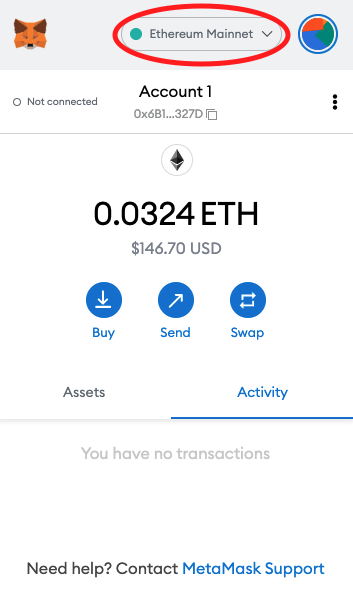 Ethereum Mainnet
Not connected
Account 1
0x6B1...327D
0.0324 ETH
$146.70 USD
Buy Send Swap
Assets Activity
You have no transactions
Need help? Contact MetaMask Support